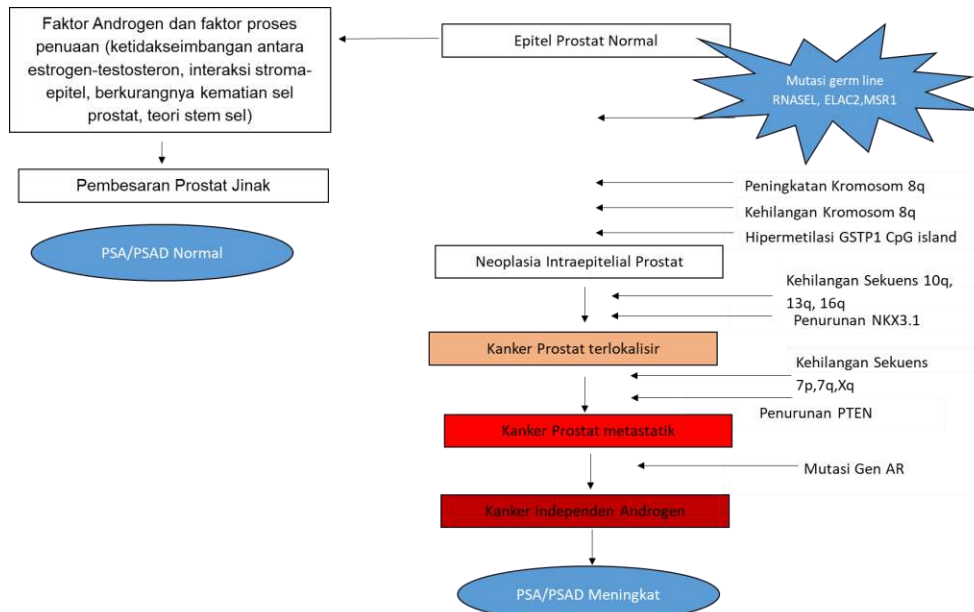 Faktor Androgen dan faktor proses
penuaan (ketidakseimbangan antara
estrogen-testosteron, interaksi stroma-
epitel, berkurangnya kematian sel
prostat, teori stem sel)
Pembesaran Prostat Jinak
PSA/PSAD Normal
Epitel Prostat Normal
Mutasi germ line
RNASEL, ELAC2,MSR1
Peningkatan Kromosom 8q
Kehilangan Kromosom 8q
Hipermetilasi GSTP1 CpG island
Neoplasia Intraepitelial Prostat
Kehilangan Sekuens 10q,
13q, 16q
Penurunan NKX3.1
Kanker Prostat terlokalisir
Kehilangan Sekuens
7p,7q,Xq
Penurunan PTEN
Kanker Prostat metastatik
Mutasi Gen AR
Kanker independen Androgen
PSA/PSAD Meningkat